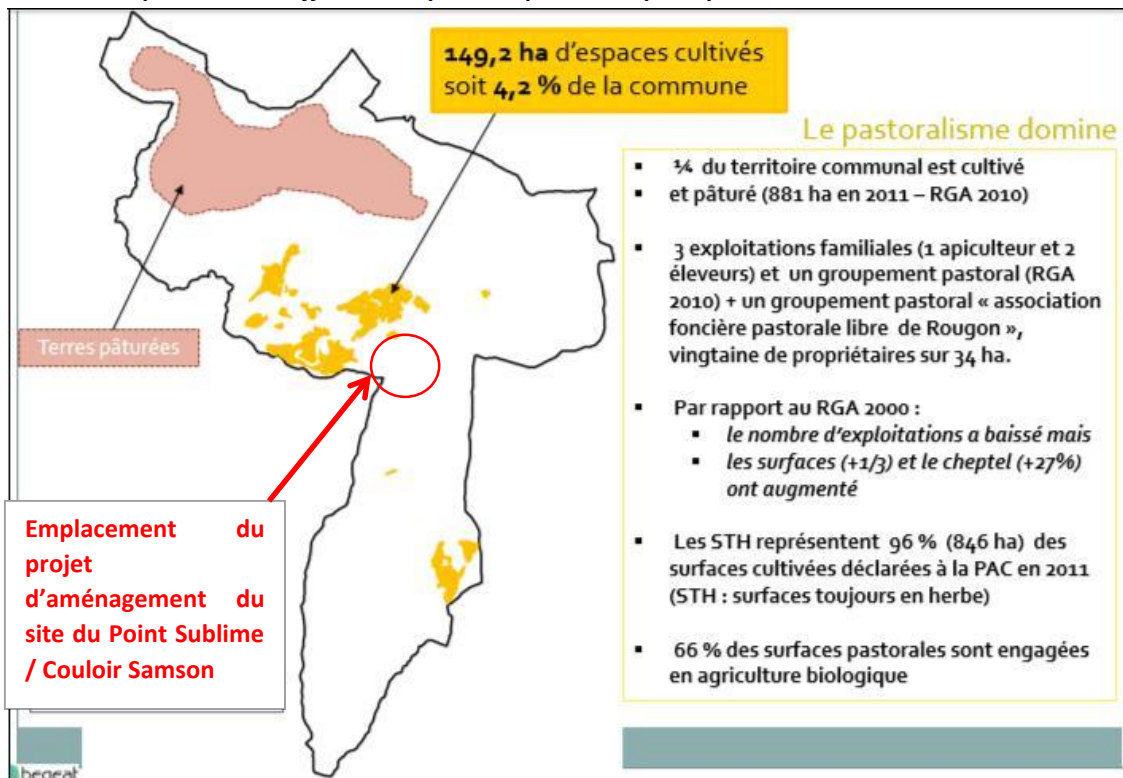 149,2 ha d'espaces cultivés
soit 4,2 % de la commune
Le pastoralisme domine
▪ ¼ du territoire communal est cultivé
▪ et pâturé (881 ha en 2011 – RGA 2010)
▪ 3 exploitations familiales (1 apiculteur et 2
éleveurs) et un groupement pastoral (RGA
2010) + un groupement pastoral « association
foncière pastorale libre de Rougon »,
vingtaine de propriétaires sur 34 ha.
▪ Par rapport au RGA 2000 :
▪ le nombre d'exploitations a baissé mais
▪ les surfaces (+1/3) et le cheptel (+27%)
ont augmenté
▪ Les STH représentent 96 % (846 ha) des
surfaces cultivées déclarées à la PAC en 2011
(STH : surfaces toujours en herbe)
▪ 66 % des surfaces pastorales sont engagées
en agriculture biologique
Terres pâturées
Emplacement du
projet
d'aménagement du
site du Point Sublime
/ Couloir Samson
begeat